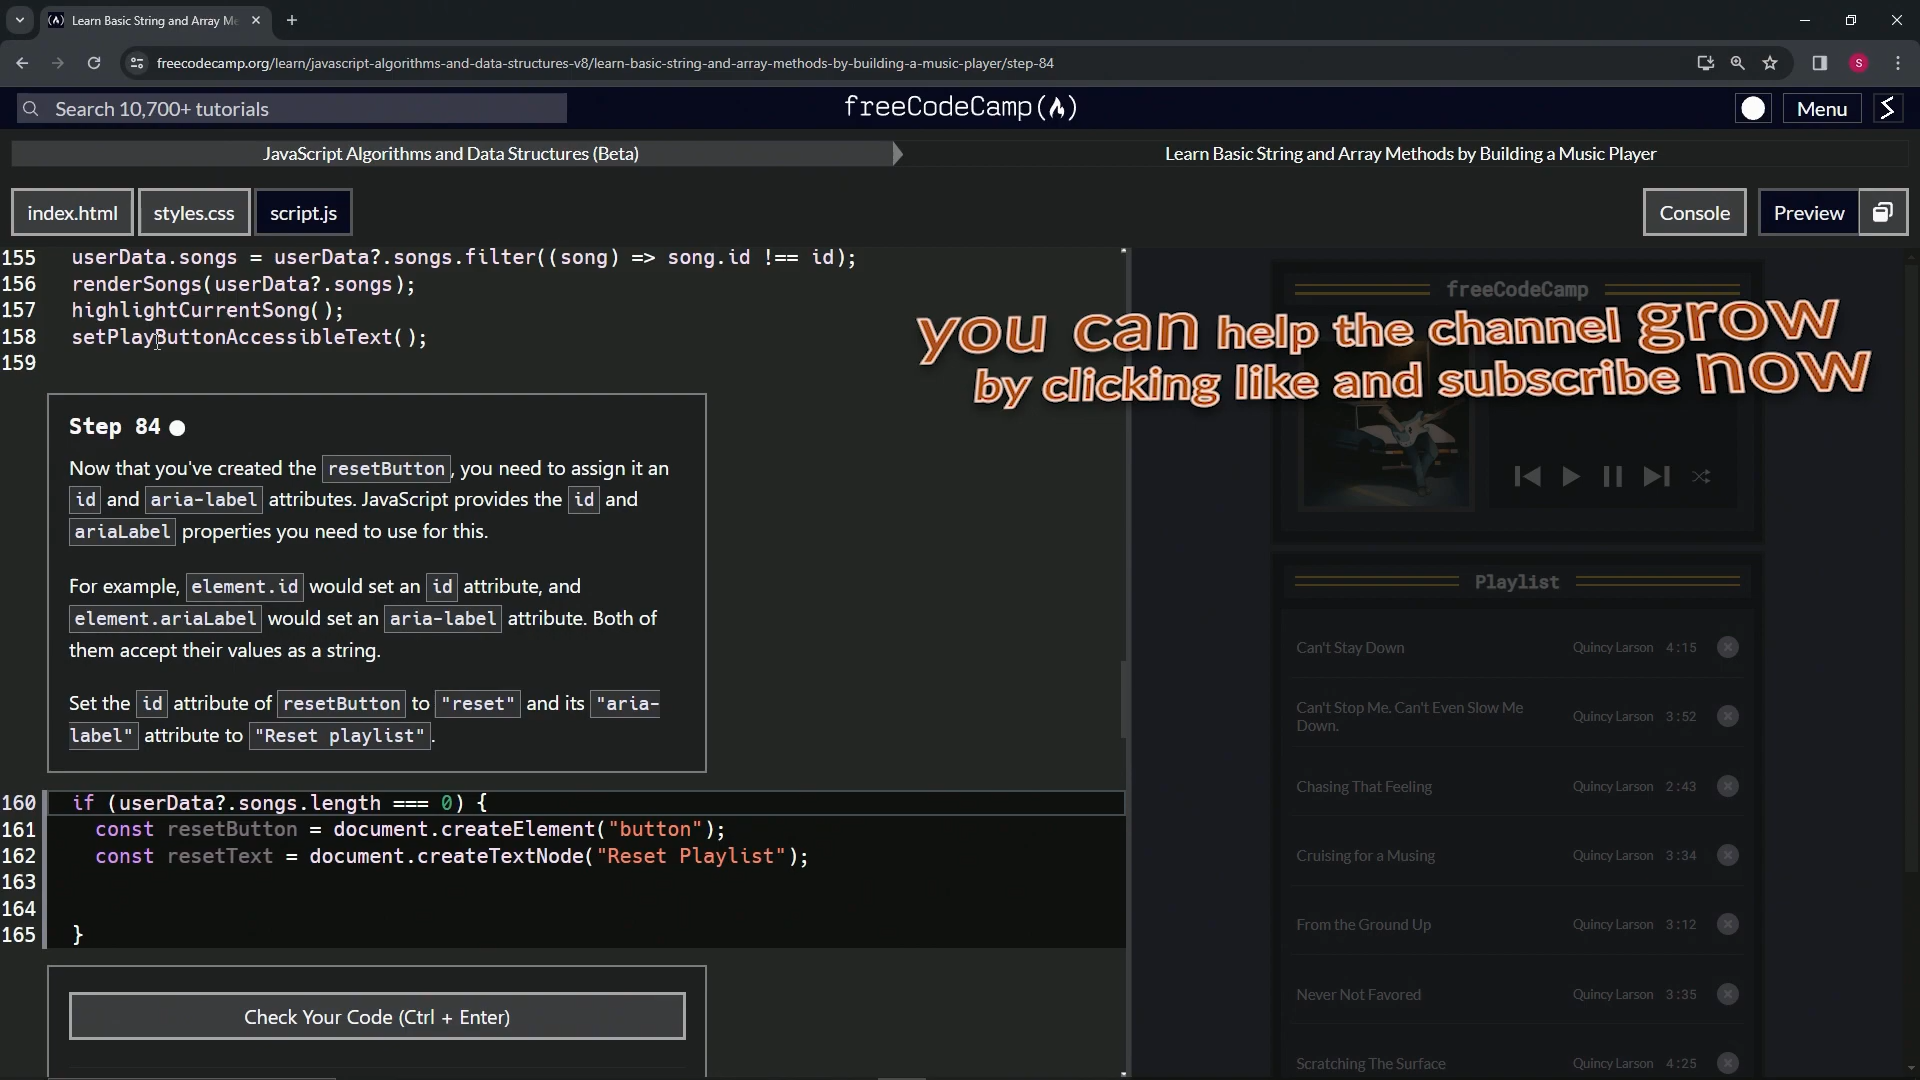 Learn Basic String and Array Me
freecodecamp.org/learn/javascript-algorithms-and-data-structures-v8/learn-basic-string-and-array-methods-by-building-a-music-player/step-84
S
Search 10,700+ tutorials
freeCodeCamp
Menu
JavaScript Algorithms and Data Structures (Beta)
Learn Basic String and Array Methods by Building a Music Player
index.html
styles.css
script.js
Console
Preview
155 userData.songs = userData?.songs.filter((song) => song.id !== id);
156 renderSongs(userData?.songs);
157 highlightCurrentSong();
158 setPlayButtonAccessibleText();
159
Step 84
Now that you've created the resetButton, you need to assign it an
id and aria-label attributes. JavaScript provides the id and
ariaLabel properties you need to use for this.
For example, element.id would set an id attribute, and
element.ariaLabel would set an aria-label attribute. Both of
them accept their values as a string.
Set the id attribute of resetButton to "reset" and its "aria-
label" attribute to "Reset playlist".
160 if (userData?.songs.length === 0) {
161 const resetButton = document.createElement("button");
162 const resetText = document.createTextNode("Reset Playlist");
163
164
165 }
Check Your Code (Ctrl + Enter)
freeCodeCamp
you can help the channel grow
by clicking like and subscribe now
Playlist
Can't Stay Down Quincy Larson 4:15
Can't Stop Me. Can't Even Slow Me
Down. Quincy Larson 3:52
Chasing That Feeling Quincy Larson 2:43
Cruising for a Musing Quincy Larson 3:34
From the Ground Up Quincy Larson 3:12
Never Not Favored Quincy Larson 3:35
Scratching The Surface Quincy Larson 4:25